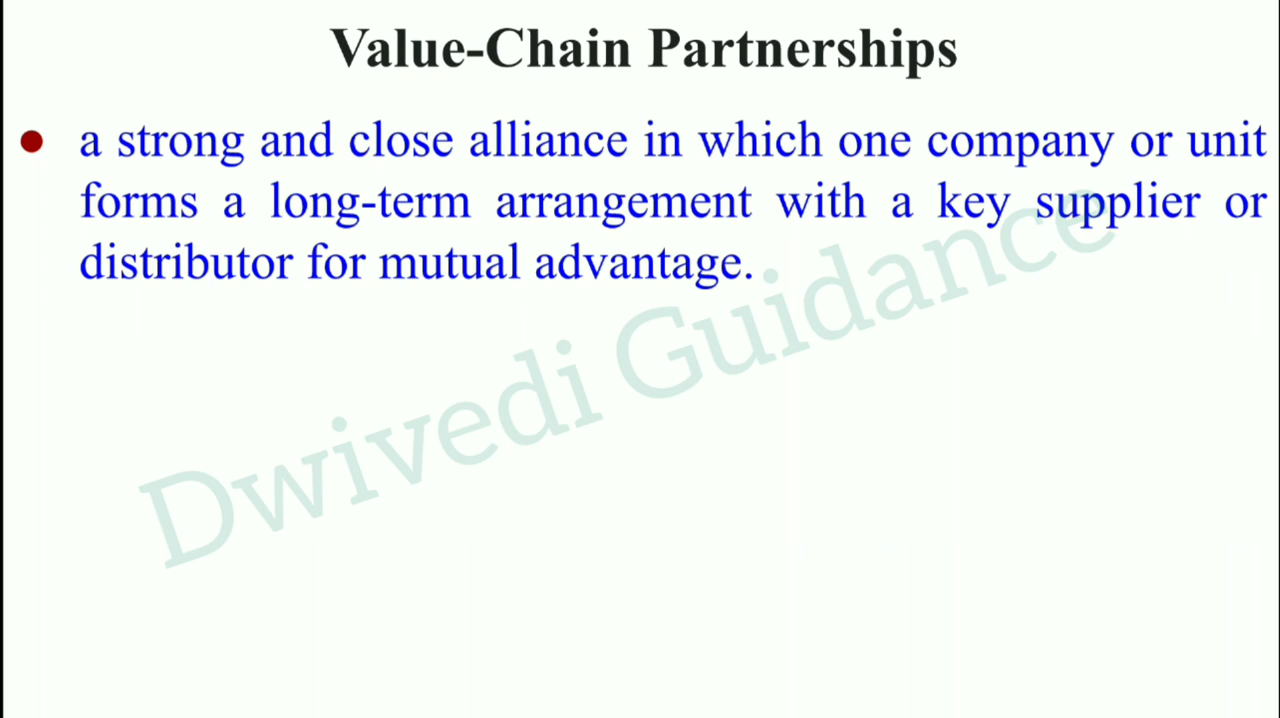 Value-Chain Partnerships
● a strong and close alliance in which one company or unit
forms a long-term arrangement with a key supplier or
distributor for mutual advantage.
Dwivedi Guidance